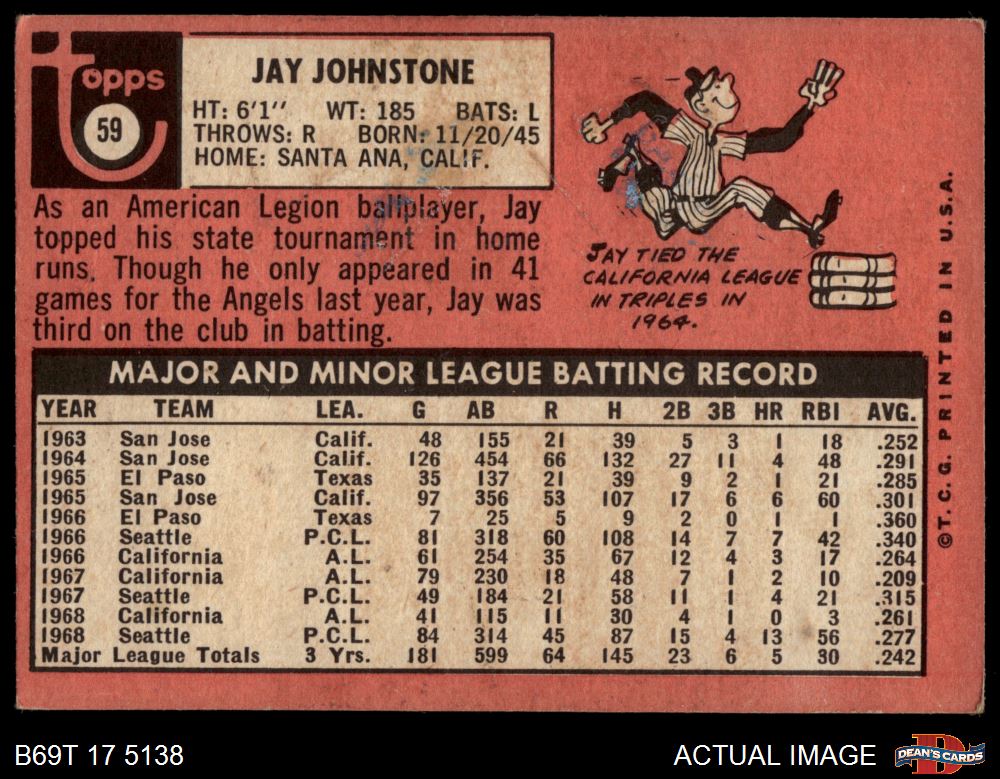 topps
59
JAY JOHNSTONE
HT: 6'1'' WT: 185 BATS: L
THROWS: R BORN: 11/20/45
HOME: SANTA ANA, CALIF.
As an American Legion ballplayer, Jay
topped his state tournament in home
runs. Though he only appeared in 41
games for the Angels last year, Jay was
third on the club in batting.
JAY TIED THE
CALIFORNIA LEAGUE
IN TRIPLES IN
1964.
©T. C. G. PRINTED IN U.S.A.
MAJOR AND MINOR LEAGUE BATTING RECORD
YEAR TEAM LEA. G AB R H 2B 3B HR RBI AVG.
1963 San Jose Calif. 48 155 21 39 5 3 1 18 .252
1964 San Jose Calif. 126 454 66 132 27 11 4 48 .291
1965 El Paso Texas 35 137 21 39 9 2 1 21 .285
1965 San Jose Calif. 97 356 53 107 17 6 6 60 .301
1966 El Paso Texas 7 25 5 9 2 0 1 1 .360
1966 Seattle P.C.L. 81 318 60 108 14 7 7 42 .340
1966 California A.L. 61 254 35 67 12 4 3 17 .264
1967 California A.L. 79 230 18 48 7 1 2 10 .209
1967 Seattle P.C.L. 49 184 21 58 11 1 4 21 .315
1968 California A.L. 41 115 11 30 4 1 0 3 .261
1968 Seattle P.C.L. 84 314 45 87 15 4 13 56 .277
Major League Totals 3 Yrs. 181 599 64 145 23 6 5 30 .242
B69T 17 5138
ACTUAL IMAGE
DEAN'S CARDS